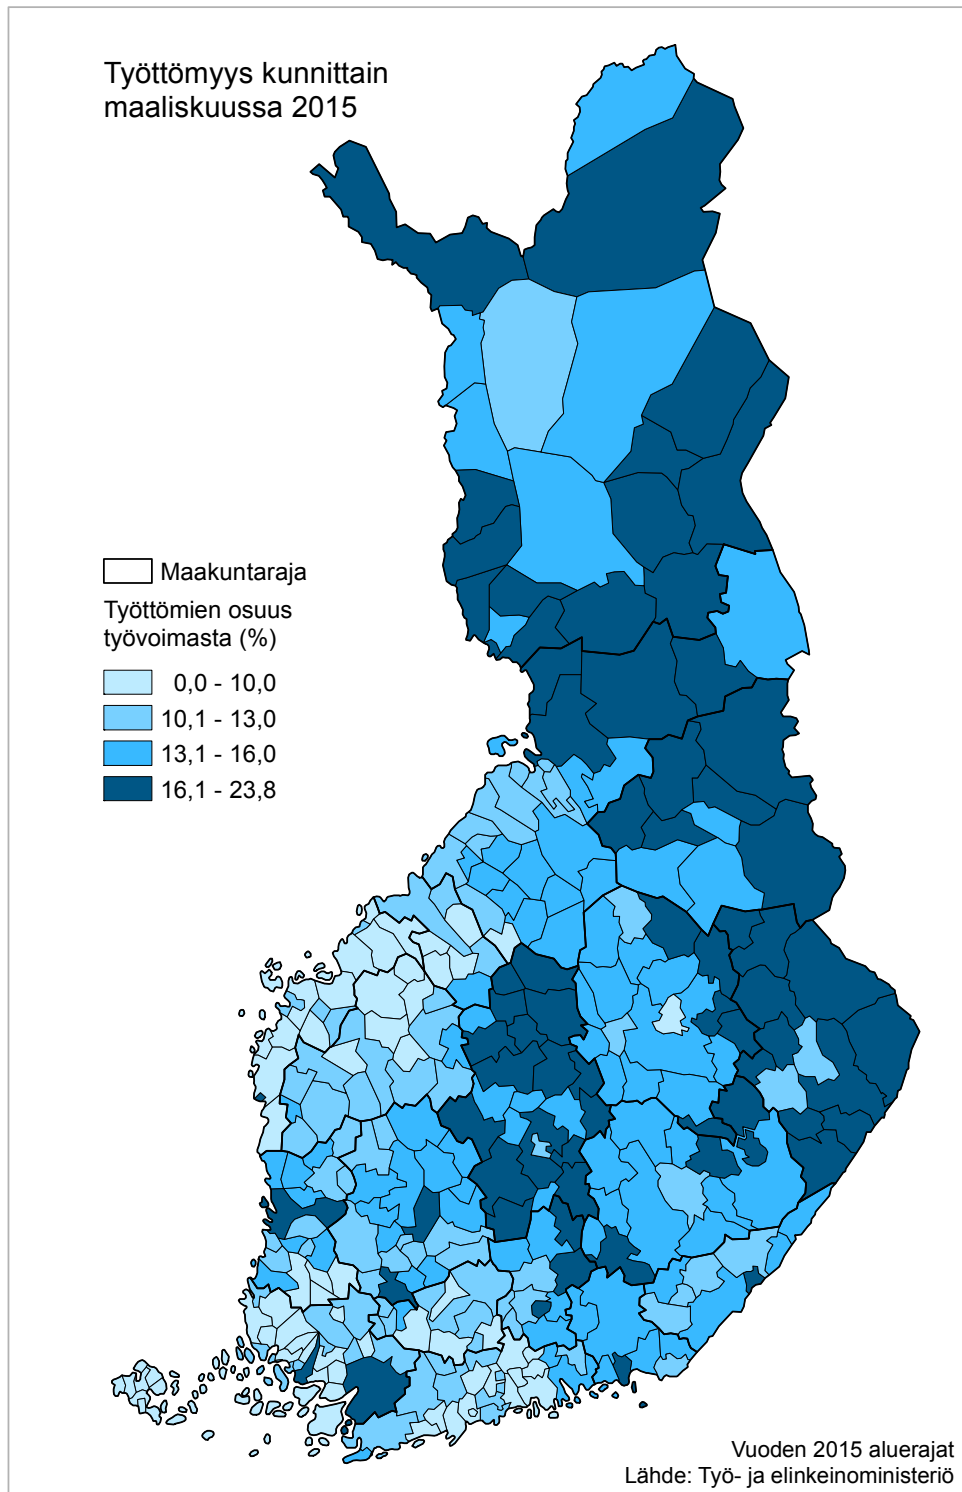 Työttömyys kunnittain
maaliskuussa 2015
Maakuntaraja
Työttömien osuus
työvoimasta (%)
0,0 - 10,0
10,1 - 13,0
13,1 - 16,0
16,1 - 23,8
Vuoden 2015 aluerajat
Lähde: Työ- ja elinkeinoministeriö